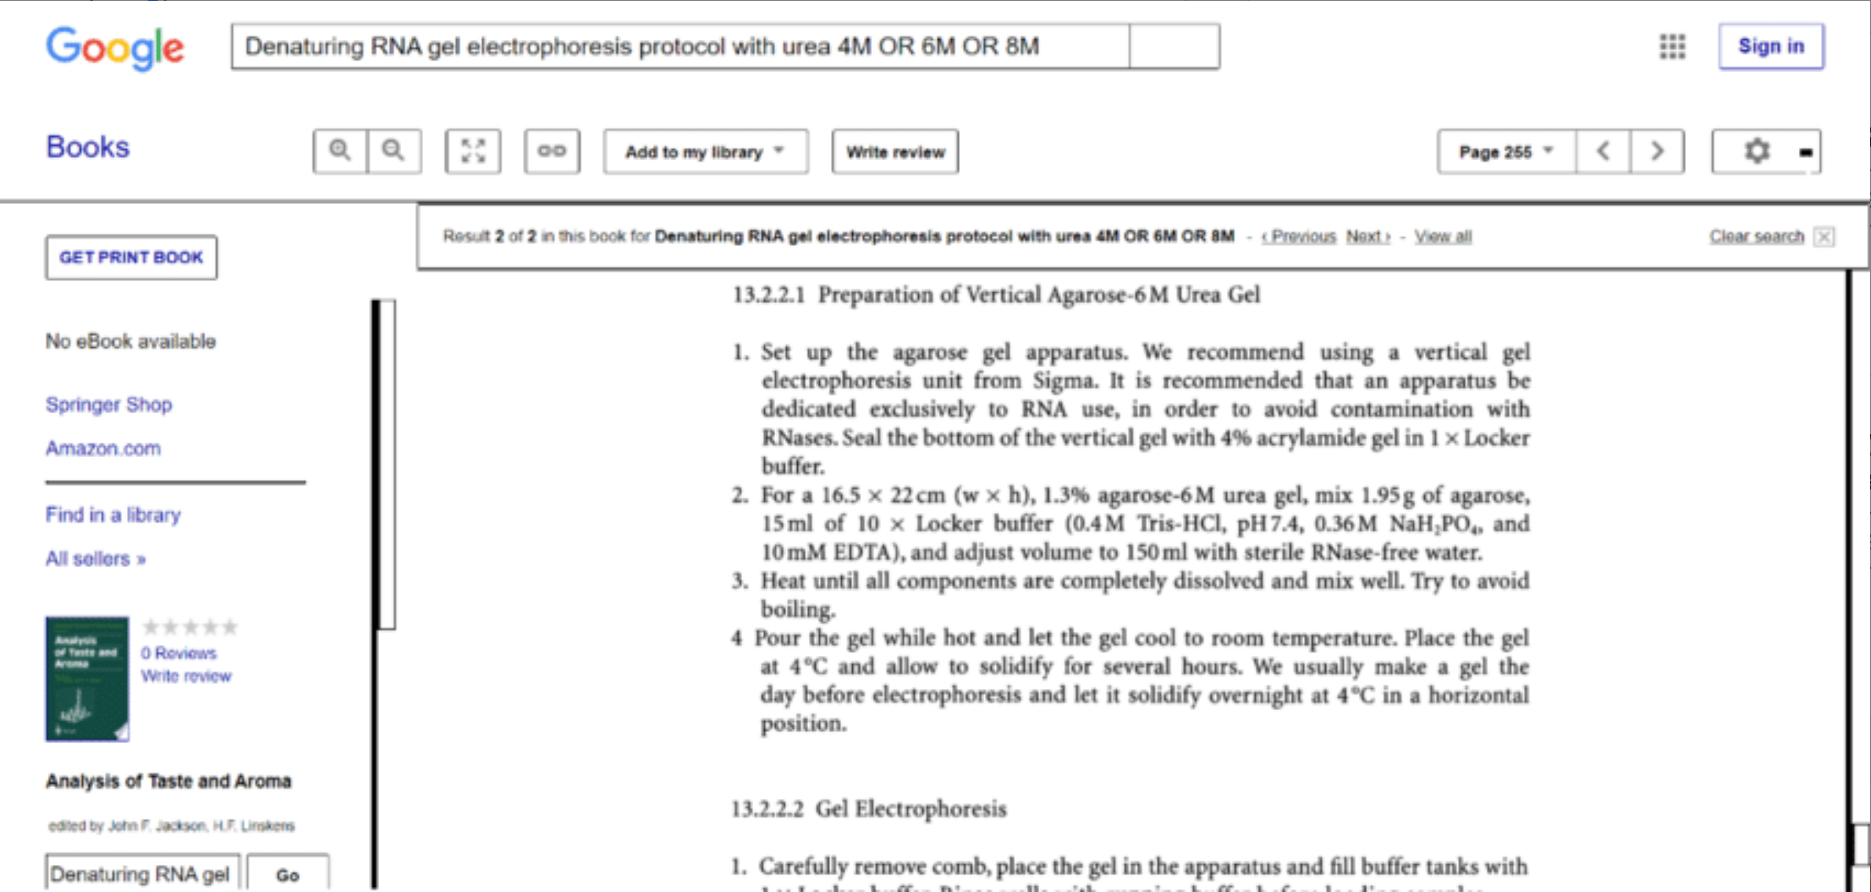 Google
Denaturing RNA gel electrophoresis protocol with urea 4M OR 6M OR 8M
Sign in
Books
Add to my library
Write review
Page 255
GET PRINT BOOK
No eBook available
Springer Shop
Amazon.com
Find in a library
All sellers »
Analysis
of Taste and
Aroma
0 Reviews
Write review
Analysis of Taste and Aroma
edited by John F. Jackson, H.F. Linskens
Denaturing RNA gel
Go
Result 2 of 2 in this book for Denaturing RNA gel electrophoresis protocol with urea 4M OR 6M OR 8M - ‹ Previous Next › - View all
Clear search
13.2.2.1 Preparation of Vertical Agarose-6 M Urea Gel
1. Set up the agarose gel apparatus. We recommend using a vertical gel
electrophoresis unit from Sigma. It is recommended that an apparatus be
dedicated exclusively to RNA use, in order to avoid contamination with
RNases. Seal the bottom of the vertical gel with 4% acrylamide gel in 1 × Locker
buffer.
2. For a 16.5 × 22 cm (w × h), 1.3% agarose-6 M urea gel, mix 1.95 g of agarose,
15 ml of 10 × Locker buffer (0.4 M Tris-HCl, pH 7.4, 0.36 M NaH₂PO₄, and
10 mM EDTA), and adjust volume to 150 ml with sterile RNase-free water.
3. Heat until all components are completely dissolved and mix well. Try to avoid
boiling.
4 Pour the gel while hot and let the gel cool to room temperature. Place the gel
at 4 °C and allow to solidify for several hours. We usually make a gel the
day before electrophoresis and let it solidify overnight at 4 °C in a horizontal
position.
13.2.2.2 Gel Electrophoresis
1. Carefully remove comb, place the gel in the apparatus and fill buffer tanks with